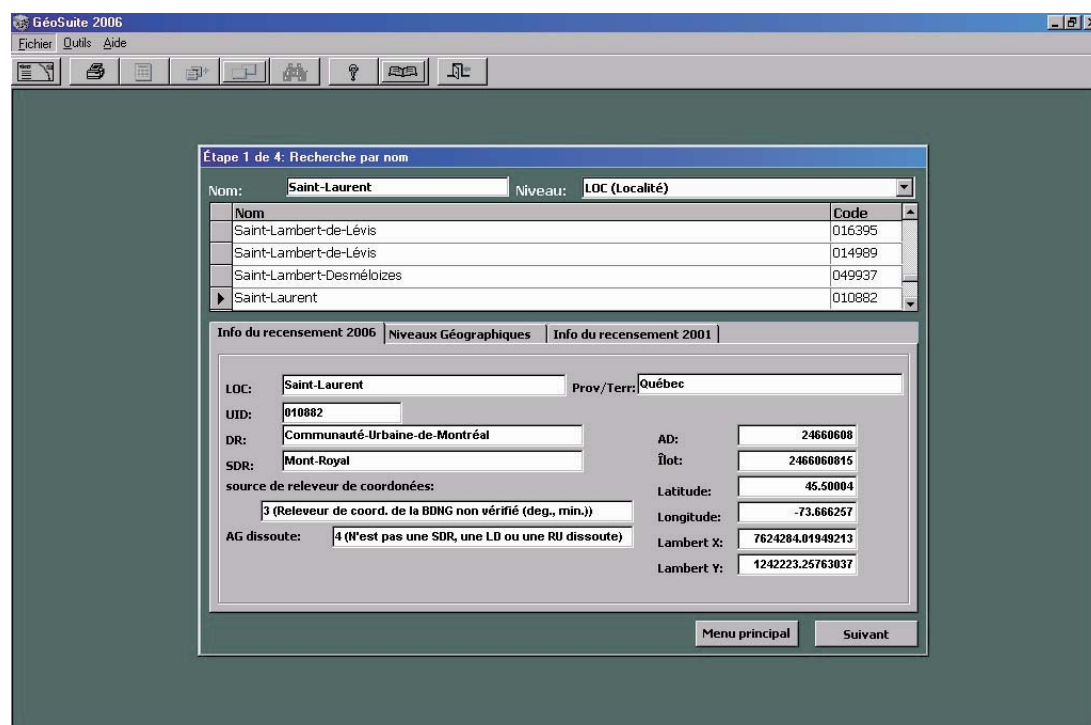 GéoSuite 2006
Fichier Outils Aide
Étape 1 de 4: Recherche par nom
Nom: Saint-Laurent Niveau: LOC (Localité)
Nom Code
Saint-Lambert-de-Lévis 016395
Saint-Lambert-de-Lévis 014989
Saint-Lambert-Desméloizes 049937
Saint-Laurent 010882
Info du recensement 2006 Niveaux Géographiques Info du recensement 2001
LOC: Saint-Laurent Prov/Terr: Québec
UID: 010882
DR: Communauté-Urbaine-de-Montréal AD: 24660608
SDR: Mont-Royal Îlot: 2466060815
source de releveur de coordonées: Latitude: 45.50004
3 (Releveur de coord. de la BDNG non vérifié (deg., min.)) Longitude: -73.666257
AG dissoute: 4 (N'est pas une SDR, une LD ou une RU dissoute) Lambert X: 7624284.01949213
Lambert Y: 1242223.25763037
Menu principal Suivant